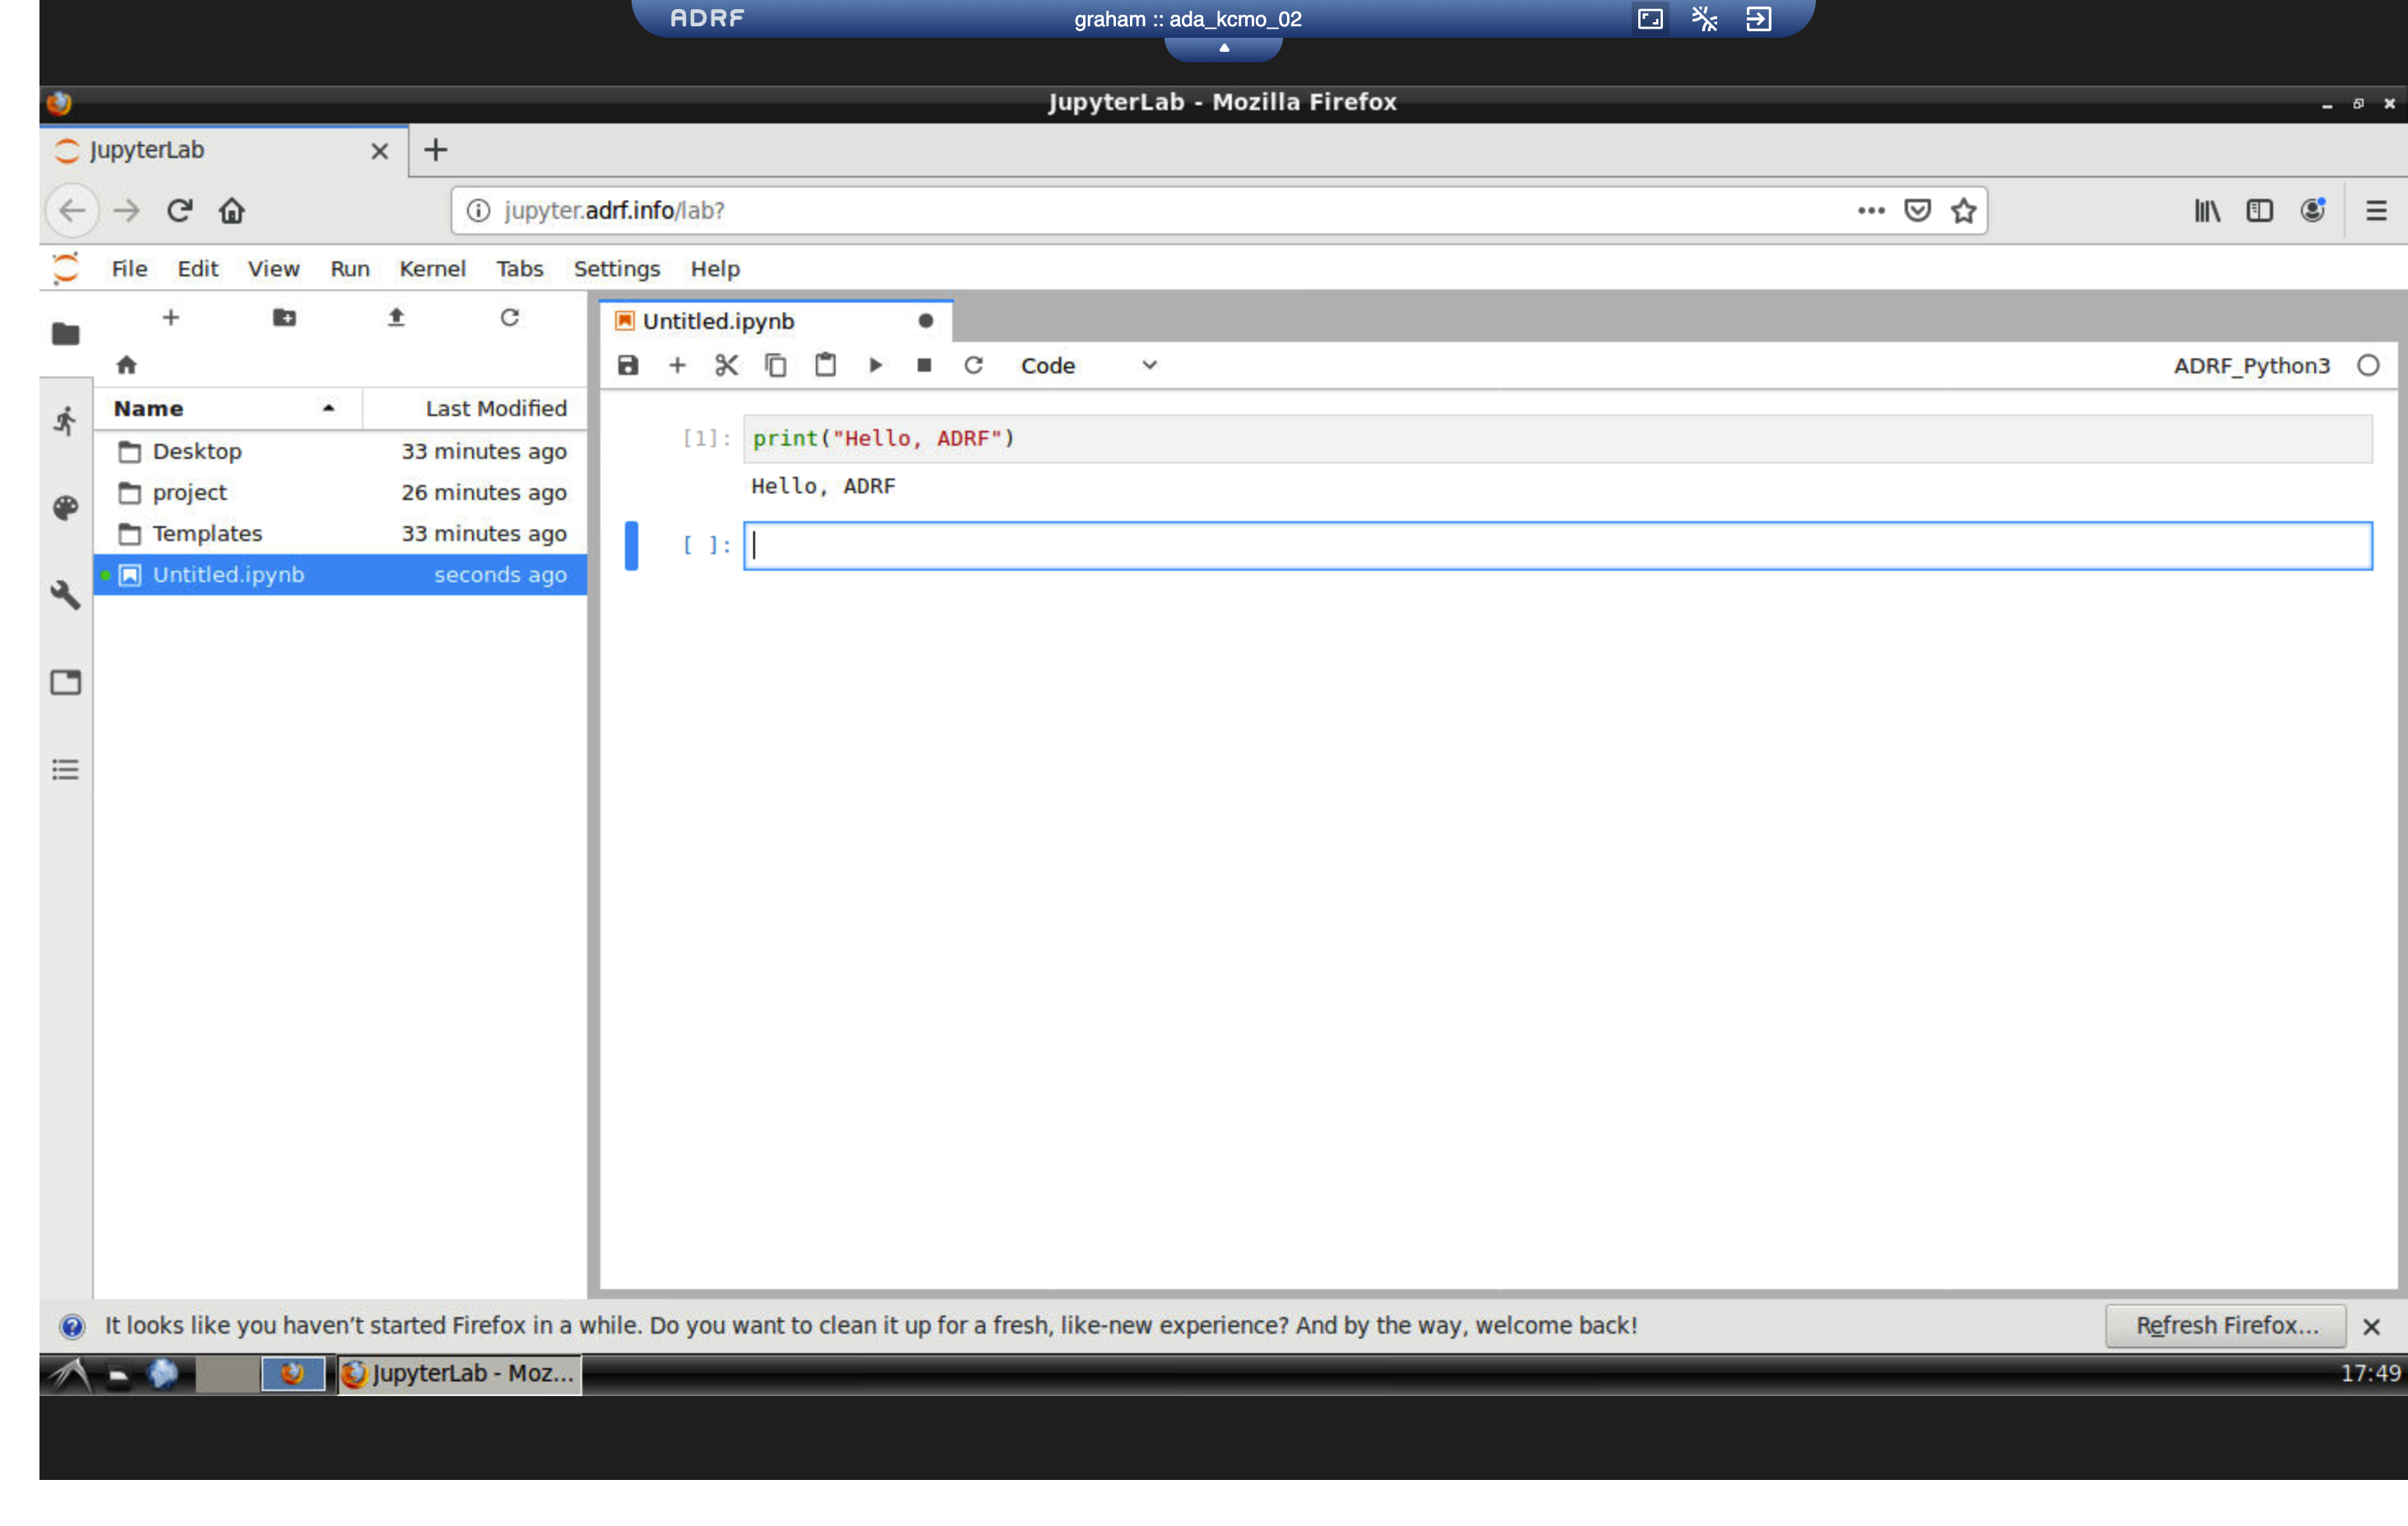 ADRF
graham :: ada_kcmo_02
JupyterLab - Mozilla Firefox
JupyterLab
jupyter.adrf.info/lab?
File Edit View Run Kernel Tabs Settings Help
Untitled.ipynb
Code
ADRF_Python3
Name Last Modified
Desktop 33 minutes ago
project 26 minutes ago
Templates 33 minutes ago
Untitled.ipynb seconds ago
[1]: print("Hello, ADRF")
Hello, ADRF
[ ]:
It looks like you haven't started Firefox in a while. Do you want to clean it up for a fresh, like-new experience? And by the way, welcome back!
Refresh Firefox...
JupyterLab - Moz...
17:49